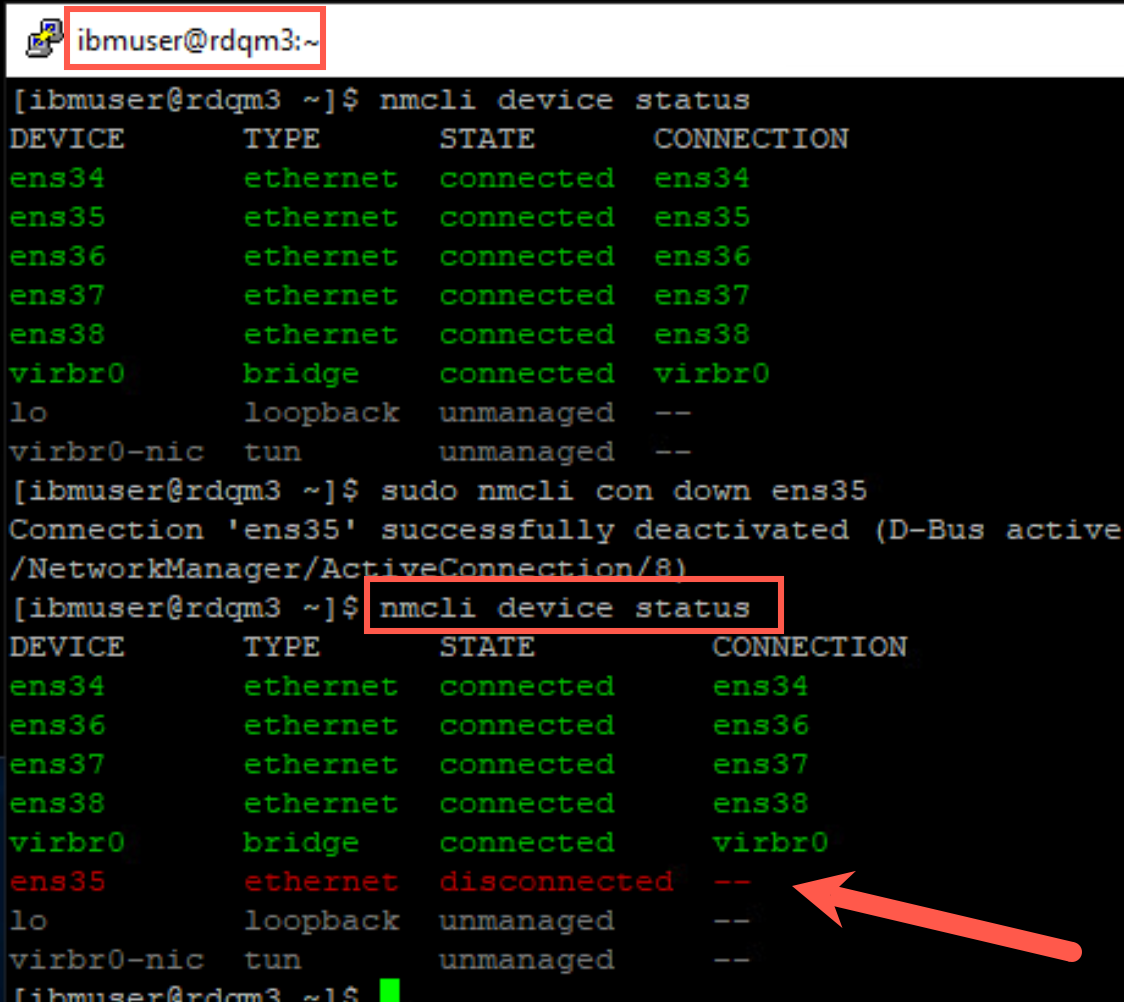 ibmuser@rdqm3:~
[ibmuser@rdqm3 ~]$ nmcli device status
DEVICE      TYPE      STATE      CONNECTION
ens34       ethernet  connected  ens34
ens35       ethernet  connected  ens35
ens36       ethernet  connected  ens36
ens37       ethernet  connected  ens37
ens38       ethernet  connected  ens38
virbr0      bridge    connected  virbr0
lo          loopback  unmanaged  --
virbr0-nic  tun       unmanaged  --
[ibmuser@rdqm3 ~]$ sudo nmcli con down ens35
Connection 'ens35' successfully deactivated (D-Bus active
/NetworkManager/ActiveConnection/8)
[ibmuser@rdqm3 ~]$ nmcli device status
DEVICE      TYPE      STATE         CONNECTION
ens34       ethernet  connected     ens34
ens36       ethernet  connected     ens36
ens37       ethernet  connected     ens37
ens38       ethernet  connected     ens38
virbr0      bridge    connected     virbr0
ens35       ethernet  disconnected  --
lo          loopback  unmanaged     --
virbr0-nic  tun       unmanaged     --
[ibmuser@rdqm3 ~]$